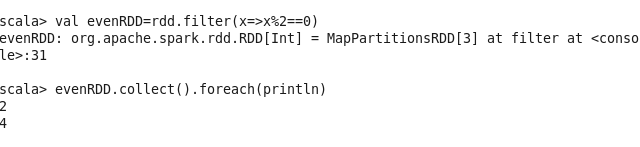 scala> val evenRDD=rdd.filter(x=>x%2==0)
evenRDD: org.apache.spark.rdd.RDD[Int] = MapPartitionsRDD[3] at filter at <conso
le>:31
scala> evenRDD.collect().foreach(println)
2
4